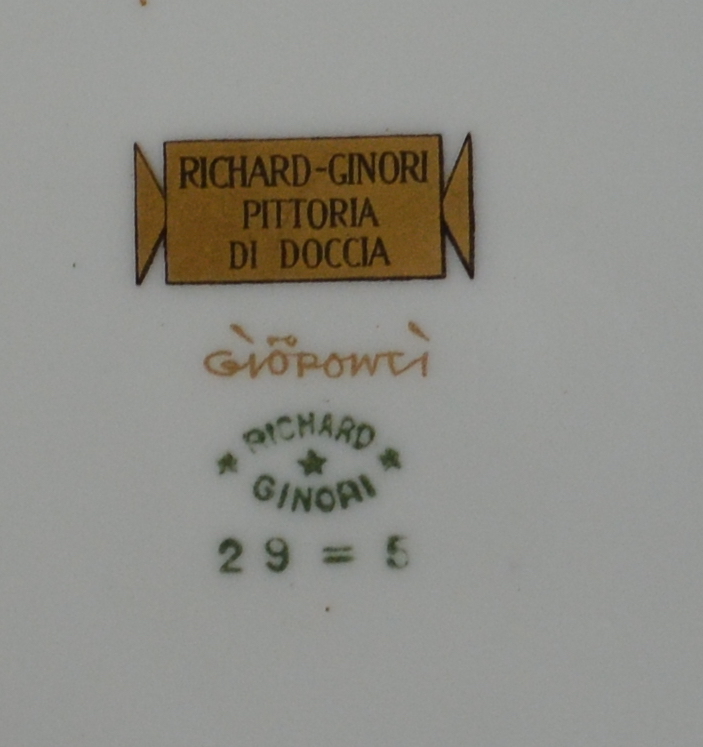 RICHARD-GINORI
PITTORIA
DI DOCCIA
GIÒPONTI
RICHARD
GINORI
29 = 5